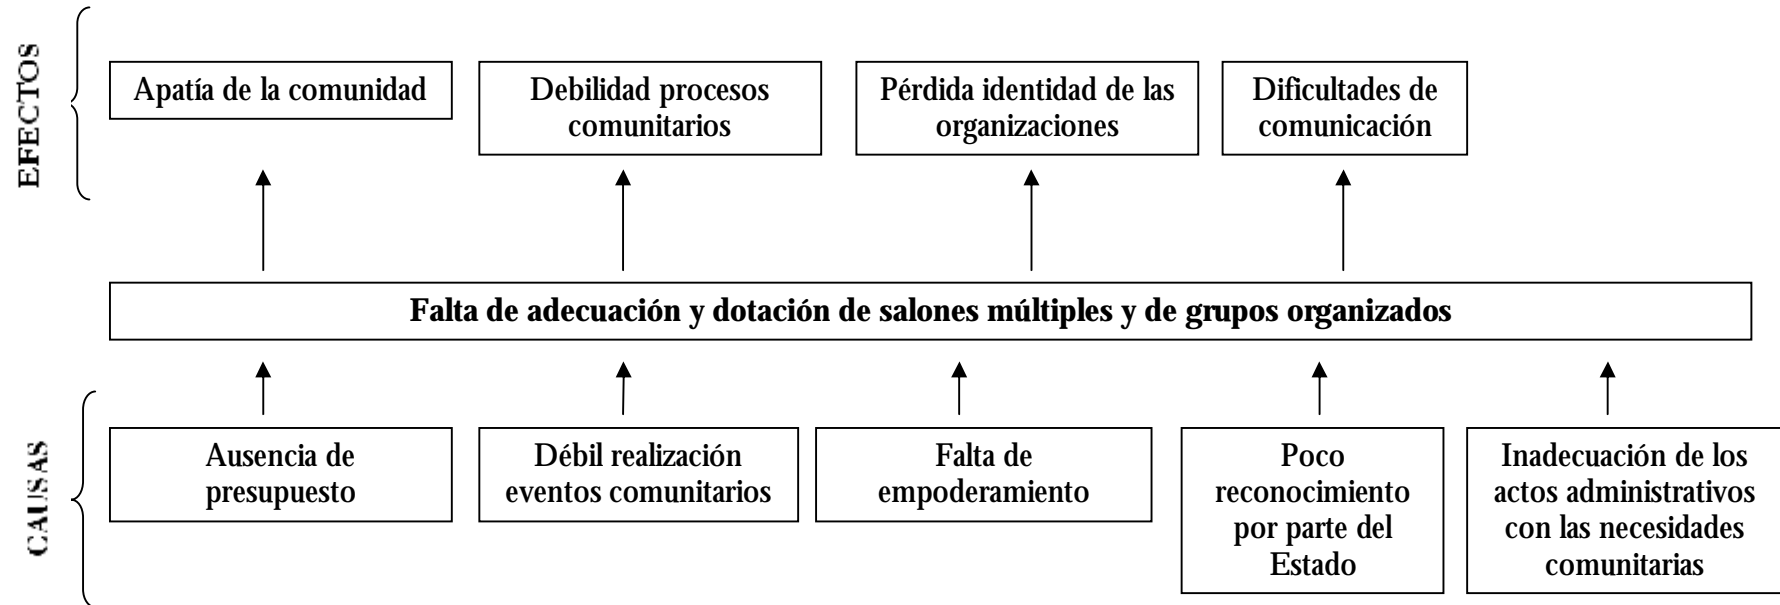 EFECTOS
Apatía de la comunidad
Debilidad procesos
comunitarios
Pérdida identidad de las
organizaciones
Dificultades de
comunicación
Falta de adecuación y dotación de salones múltiples y de grupos organizados
CAUSAS
Ausencia de
presupuesto
Débil realización
eventos comunitarios
Falta de
empoderamiento
Poco
reconocimiento
por parte del
Estado
Inadecuación de los
actos administrativos
con las necesidades
comunitarias